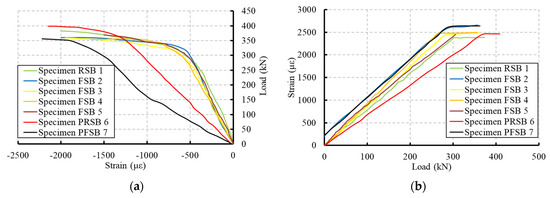 Specimen RSB 1
Specimen FSB 2
Specimen FSB 3
Specimen FSB 4
Specimen FSB 5
Specimen PRSB 6
Specimen PFSB 7
450
400
350
300
250
200
150
100
50
0
Load (kN)
-2500 -2000 -1500 -1000 -500 0
Strain (με)
(a)
Strain (με)
3000
2500
2000
1500
1000
500
0
Specimen RSB 1
Specimen FSB 2
Specimen FSB 3
Specimen FSB 4
Specimen FSB 5
Specimen PRSB 6
Specimen PFSB 7
0 100 200 300 400 500
Load (kN)
(b)